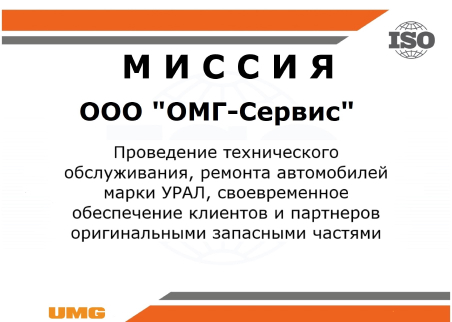 ISO
МИССИЯ
ООО "ОМГ-Сервис"
Проведение технического
обслуживания, ремонта автомобилей
марки УРАЛ, своевременное
обеспечение клиентов и партнеров
оригинальными запасными частями
UMG